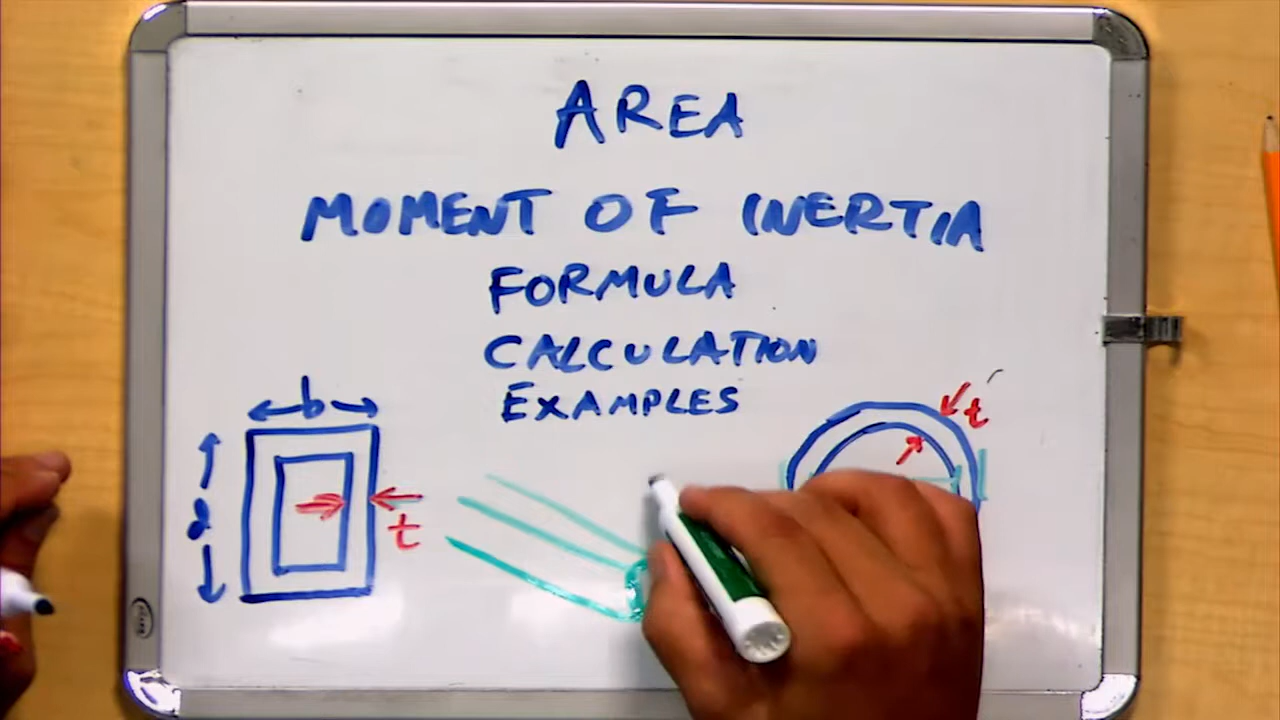 AREA
MOMENT OF INERTIA
FORMULA
CALCULATION
EXAMPLES
b
t
d
t